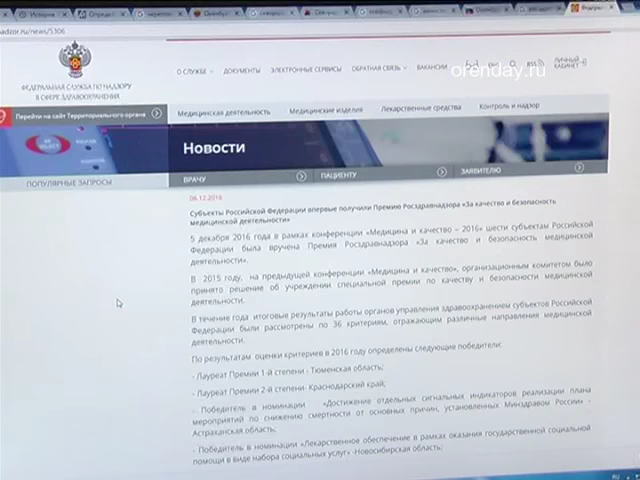 adzor.ru/news/5306
orenday.ru
О СЛУЖБЕ
ДОКУМЕНТЫ
ЭЛЕКТРОННЫЕ СЕРВИСЫ
ОБРАТНАЯ СВЯЗЬ
ВАКАНСИИ
RSS
ЛИЧНЫЙ
КАБИНЕТ
ФЕДЕРАЛЬНАЯ СЛУЖБА ПО НАДЗОРУ
В СФЕРЕ ЗДРАВООХРАНЕНИЯ
Перейти на сайт Территориального органа
Медицинская деятельность
Медицинские изделия
Лекарственные средства
Контроль и надзор
Новости
ПОПУЛЯРНЫЕ ЗАПРОСЫ
ВРАЧУ
ПАЦИЕНТУ
ЗАЯВИТЕЛЮ
06.12.2016
Субъекты Российской Федерации впервые получили Премию Росздравнадзора «За качество и безопасность
медицинской деятельности»
5 декабря 2016 года в рамках конференции «Медицина и качество – 2016» шести субъектам Российской
Федерации была вручена Премия Росздравнадзора «За качество и безопасность медицинской
деятельности».
В 2015 году, на предыдущей конференции «Медицина и качество», организационным комитетом было
принято решение об учреждении специальной премии по качеству и безопасности медицинской
деятельности.
В течение года итоговые результаты работы органов управления здравоохранением субъектов Российской
Федерации были рассмотрены по 36 критериям, отражающим различные направления медицинской
деятельности.
По результатам оценки критериев в 2016 году определены следующие победители:
- Лауреат Премии 1-й степени - Тюменская область;
- Лауреат Премии 2-й степени- Краснодарский край;
- Победитель в номинации «Достижение отдельных сигнальных индикаторов реализации плана
мероприятий по снижению смертности от основных причин, установленных Минздравом России» -
Астраханская область;
- Победитель в номинации «Лекарственное обеспечение в рамках оказания государственной социальной
помощи в виде набора социальных услуг» -Новосибирская область;